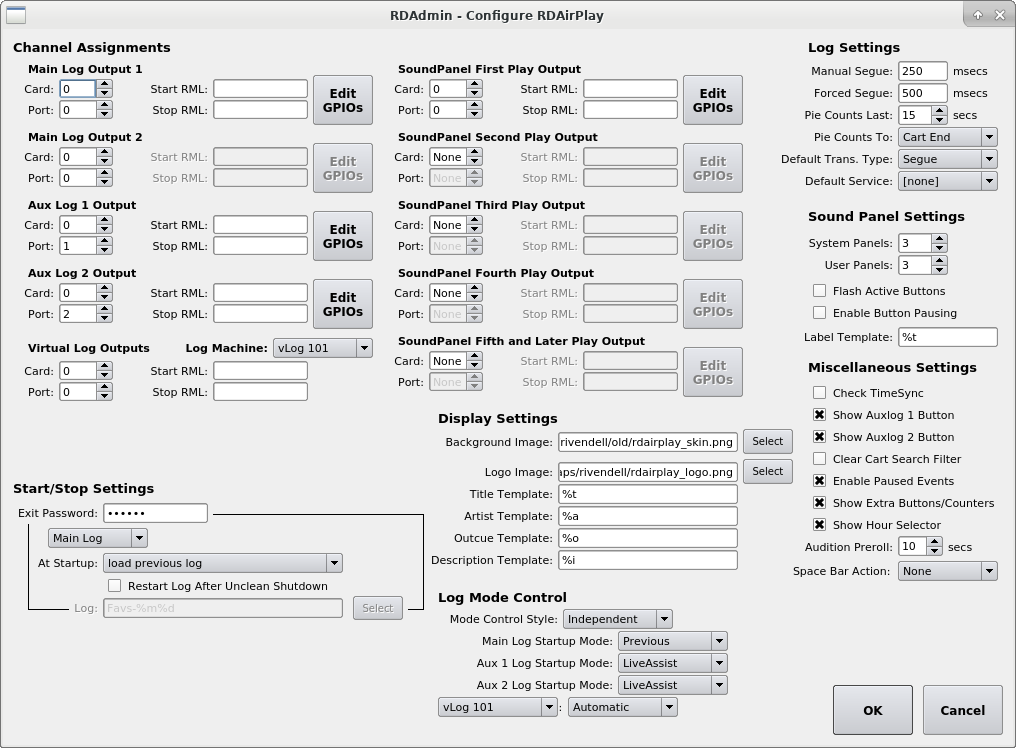 RDAdmin - Configure RDAirPlay
Channel Assignments
Main Log Output 1
Card: 0 Start RML:
Port: 0 Stop RML:
Edit
GPIOs
Main Log Output 2
Card: 0 Start RML:
Port: 0 Stop RML:
Edit
GPIOs
Aux Log 1 Output
Card: 0 Start RML:
Port: 1 Stop RML:
Edit
GPIOs
Aux Log 2 Output
Card: 0 Start RML:
Port: 2 Stop RML:
Edit
GPIOs
Virtual Log Outputs Log Machine: vLog 101
Card: 0 Start RML:
Port: 0 Stop RML:
SoundPanel First Play Output
Card: 0 Start RML:
Port: 0 Stop RML:
Edit
GPIOs
SoundPanel Second Play Output
Card: None Start RML:
Port: None Stop RML:
Edit
GPIOs
SoundPanel Third Play Output
Card: None Start RML:
Port: None Stop RML:
Edit
GPIOs
SoundPanel Fourth Play Output
Card: None Start RML:
Port: None Stop RML:
Edit
GPIOs
SoundPanel Fifth and Later Play Output
Card: None Start RML:
Port: None Stop RML:
Edit
GPIOs
Start/Stop Settings
Exit Password: ••••••
Main Log
At Startup: load previous log
Restart Log After Unclean Shutdown
Log: Favs-%m%d Select
Display Settings
Background Image: rivendell/old/rdairplay_skin.png Select
Logo Image: aps/rivendell/rdairplay_logo.png Select
Title Template: %t
Artist Template: %a
Outcue Template: %o
Description Template: %i
Log Mode Control
Mode Control Style: Independent
Main Log Startup Mode: Previous
Aux 1 Log Startup Mode: LiveAssist
Aux 2 Log Startup Mode: LiveAssist
vLog 101 : Automatic
Log Settings
Manual Segue: 250 msecs
Forced Segue: 500 msecs
Pie Counts Last: 15 secs
Pie Counts To: Cart End
Default Trans. Type: Segue
Default Service: [none]
Sound Panel Settings
System Panels: 3
User Panels: 3
Flash Active Buttons
Enable Button Pausing
Label Template: %t
Miscellaneous Settings
Check TimeSync
Show Auxlog 1 Button
Show Auxlog 2 Button
Clear Cart Search Filter
Enable Paused Events
Show Extra Buttons/Counters
Show Hour Selector
Audition Preroll: 10 secs
Space Bar Action: None
OK Cancel